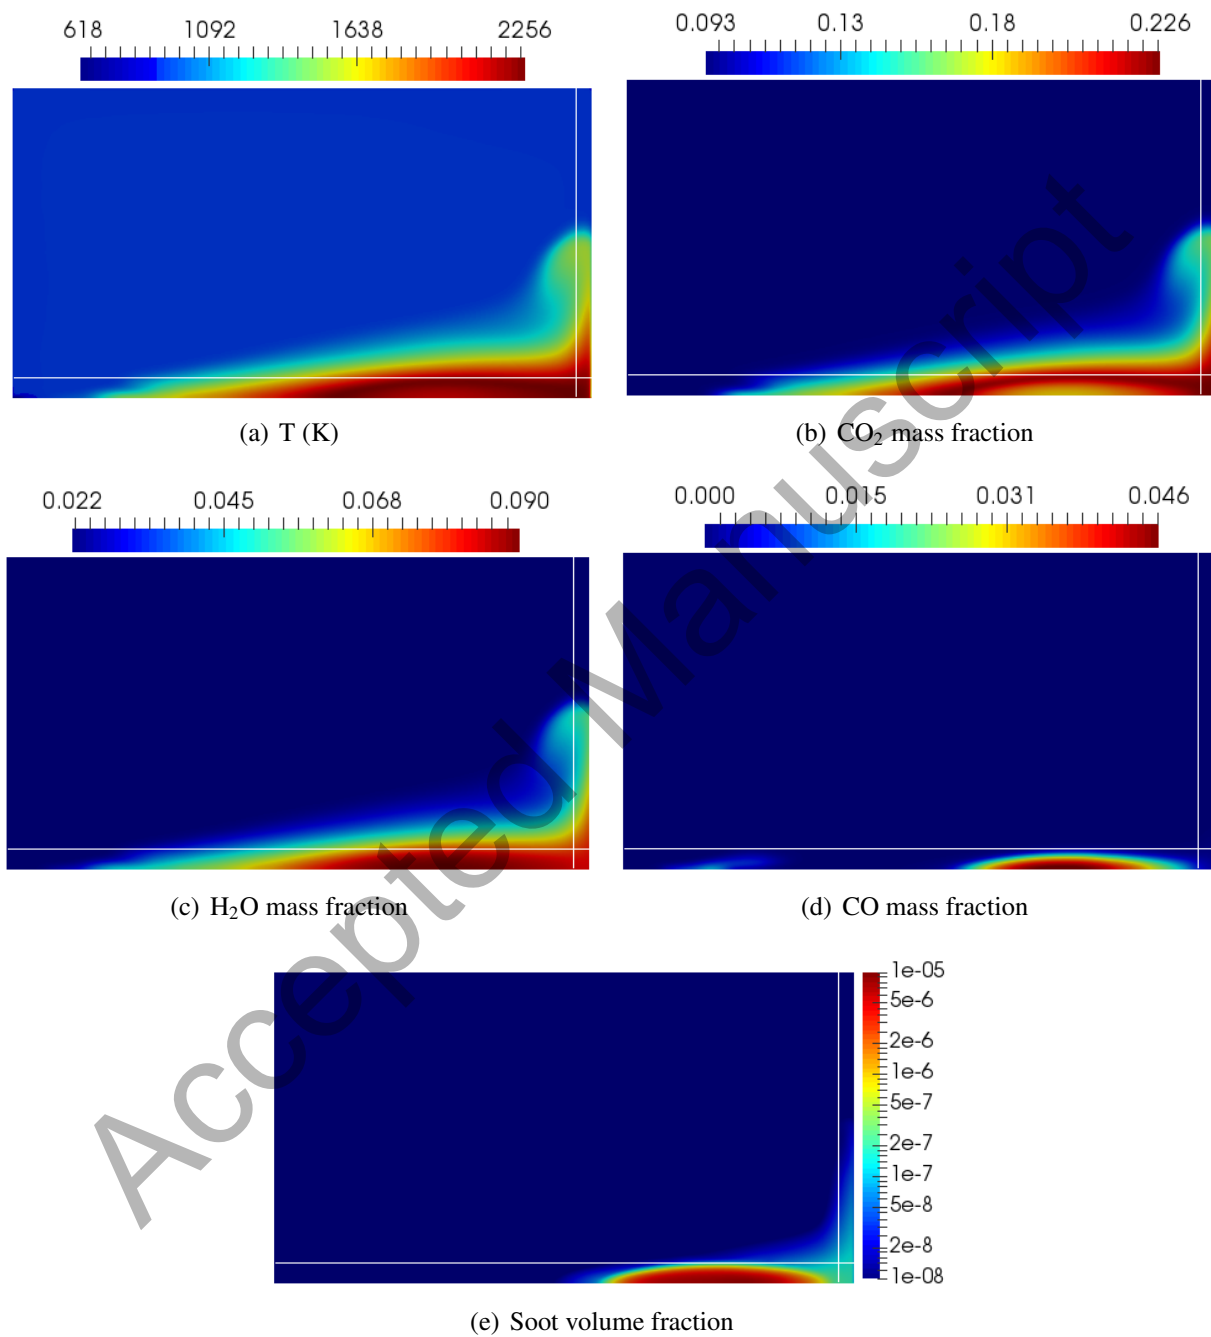 618 1092 1638 2256
0.093 0.13 0.18 0.226
(a) T (K)
(b) CO₂ mass fraction
0.022 0.045 0.068 0.090
0.000 0.015 0.031 0.046
(c) H₂O mass fraction
(d) CO mass fraction
1e-05
5e-6
2e-6
1e-6
5e-7
2e-7
1e-7
5e-8
2e-8
1e-08
(e) Soot volume fraction
Accepted Manuscript